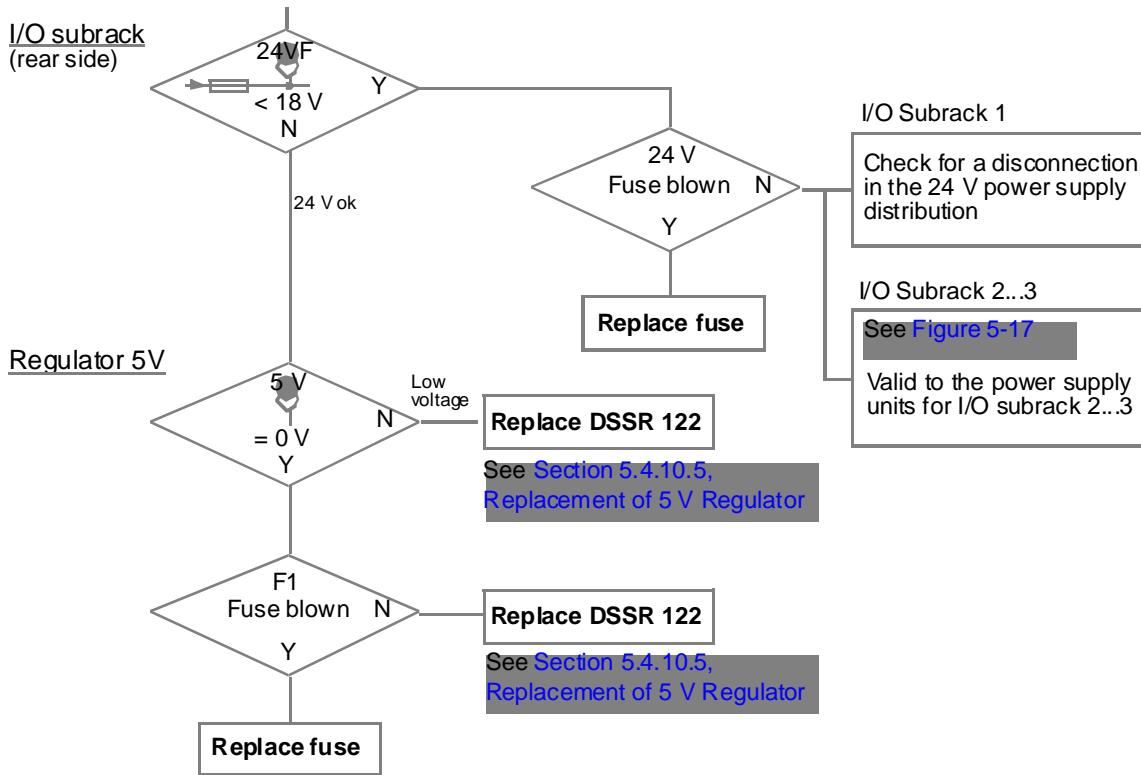 I/O subrack
(rear side)
24VF
< 18 V
Y
N
24 V ok
24 V
Fuse blown
N
Y
Replace fuse
I/O Subrack 1
Check for a disconnection
in the 24 V power supply
distribution
I/O Subrack 2...3
See Figure 5-17
Valid to the power supply
units for I/O subrack 2...3
Regulator 5V
5 V
= 0 V
N
Y
Low
voltage
Replace DSSR 122
See Section 5.4.10.5,
Replacement of 5 V Regulator
F1
Fuse blown
N
Y
Replace DSSR 122
See Section 5.4.10.5,
Replacement of 5 V Regulator
Replace fuse